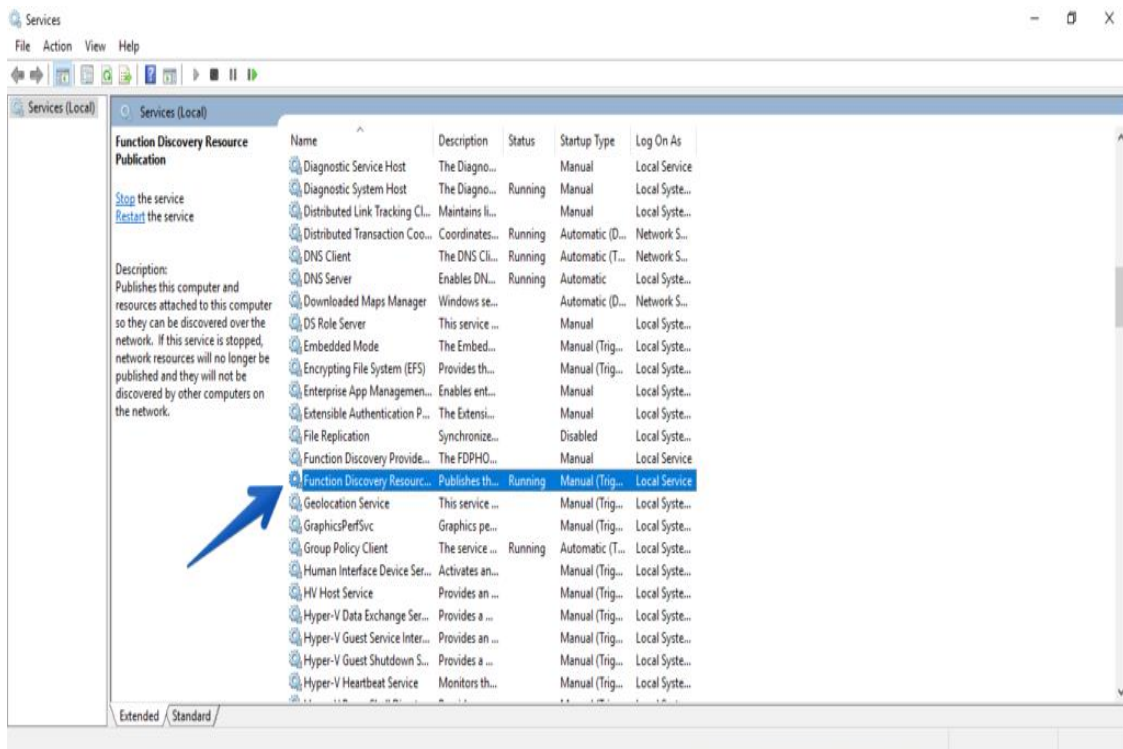 Services
File Action View Help
Services (Local)
Services (Local)
Function Discovery Resource
Publication
Stop the service
Restart the service
Description:
Publishes this computer and
resources attached to this computer
so they can be discovered over the
network. If this service is stopped,
network resources will no longer be
published and they will not be
discovered by other computers on
the network.
Name Description Status Startup Type Log On As
Diagnostic Service Host The Diagno... Manual Local Service
Diagnostic System Host The Diagno... Running Manual Local Syste...
Distributed Link Tracking Cl... Maintains li... Manual Local Syste...
Distributed Transaction Coo... Coordinates... Running Automatic (D... Network S...
DNS Client The DNS Cli... Running Automatic (T... Network S...
DNS Server Enables DN... Running Automatic Local Syste...
Downloaded Maps Manager Windows se... Automatic (D... Network S...
DS Role Server This service ... Manual Local Syste...
Embedded Mode The Embed... Manual (Trig... Local Syste...
Encrypting File System (EFS) Provides th... Manual (Trig... Local Syste...
Enterprise App Managemen... Enables ent... Manual Local Syste...
Extensible Authentication P... The Extensi... Manual Local Syste...
File Replication Synchronize... Disabled Local Syste...
Function Discovery Provide... The FDPHO... Manual Local Service
Function Discovery Resourc... Publishes th... Running Manual (Trig... Local Service
Geolocation Service This service ... Manual (Trig... Local Syste...
GraphicsPerfSvc Graphics pe... Manual (Trig... Local Syste...
Group Policy Client The service ... Running Automatic (T... Local Syste...
Human Interface Device Ser... Activates an... Manual (Trig... Local Syste...
HV Host Service Provides an ... Manual (Trig... Local Syste...
Hyper-V Data Exchange Ser... Provides a ... Manual (Trig... Local Syste...
Hyper-V Guest Service Inter... Provides an ... Manual (Trig... Local Syste...
Hyper-V Guest Shutdown S... Provides a ... Manual (Trig... Local Syste...
Hyper-V Heartbeat Service Monitors th... Manual (Trig... Local Syste...
Extended Standard